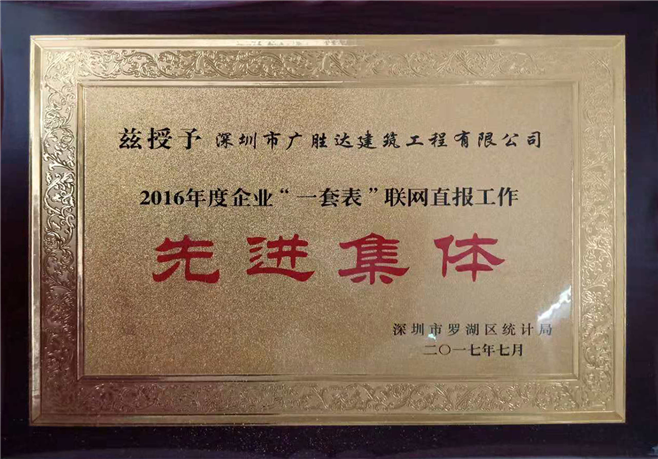 兹授予 深圳市广胜达建筑工程有限公司
2016年度企业“一套表”联网直报工作
先进集体
深圳市罗湖区统计局
二〇一七年七月